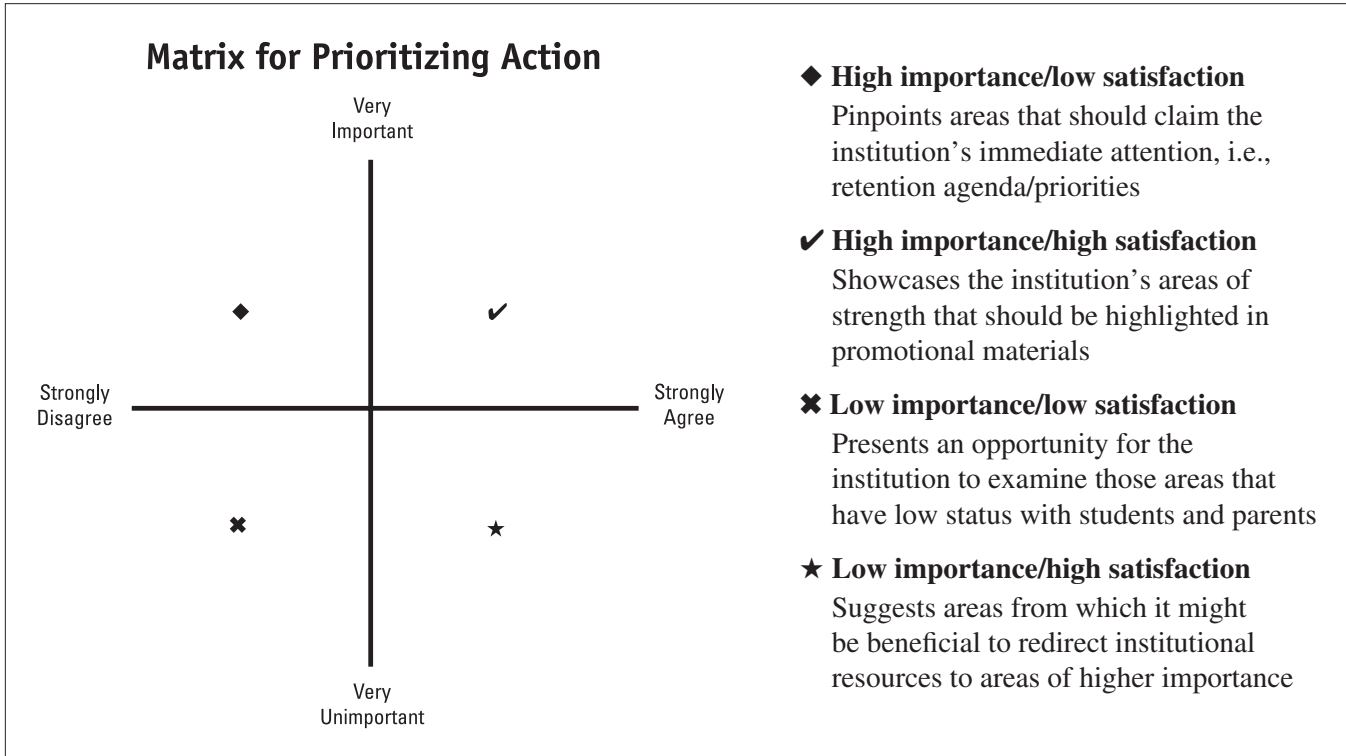 Matrix for Prioritizing Action
Very
Important
Strongly
Disagree
Strongly
Agree
Very
Unimportant
◆ High importance/low satisfaction
Pinpoints areas that should claim the
institution’s immediate attention, i.e.,
retention agenda/priorities
✔ High importance/high satisfaction
Showcases the institution’s areas of
strength that should be highlighted in
promotional materials
✖ Low importance/low satisfaction
Presents an opportunity for the
institution to examine those areas that
have low status with students and parents
★ Low importance/high satisfaction
Suggests areas from which it might
be beneficial to redirect institutional
resources to areas of higher importance